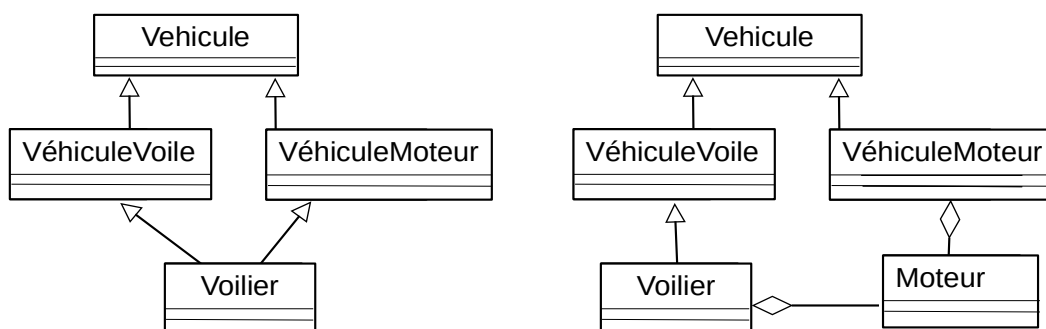 Vehicule
VéhiculeVoile
VéhiculeMoteur
Voilier
Vehicule
VéhiculeVoile
VéhiculeMoteur
Voilier
Moteur